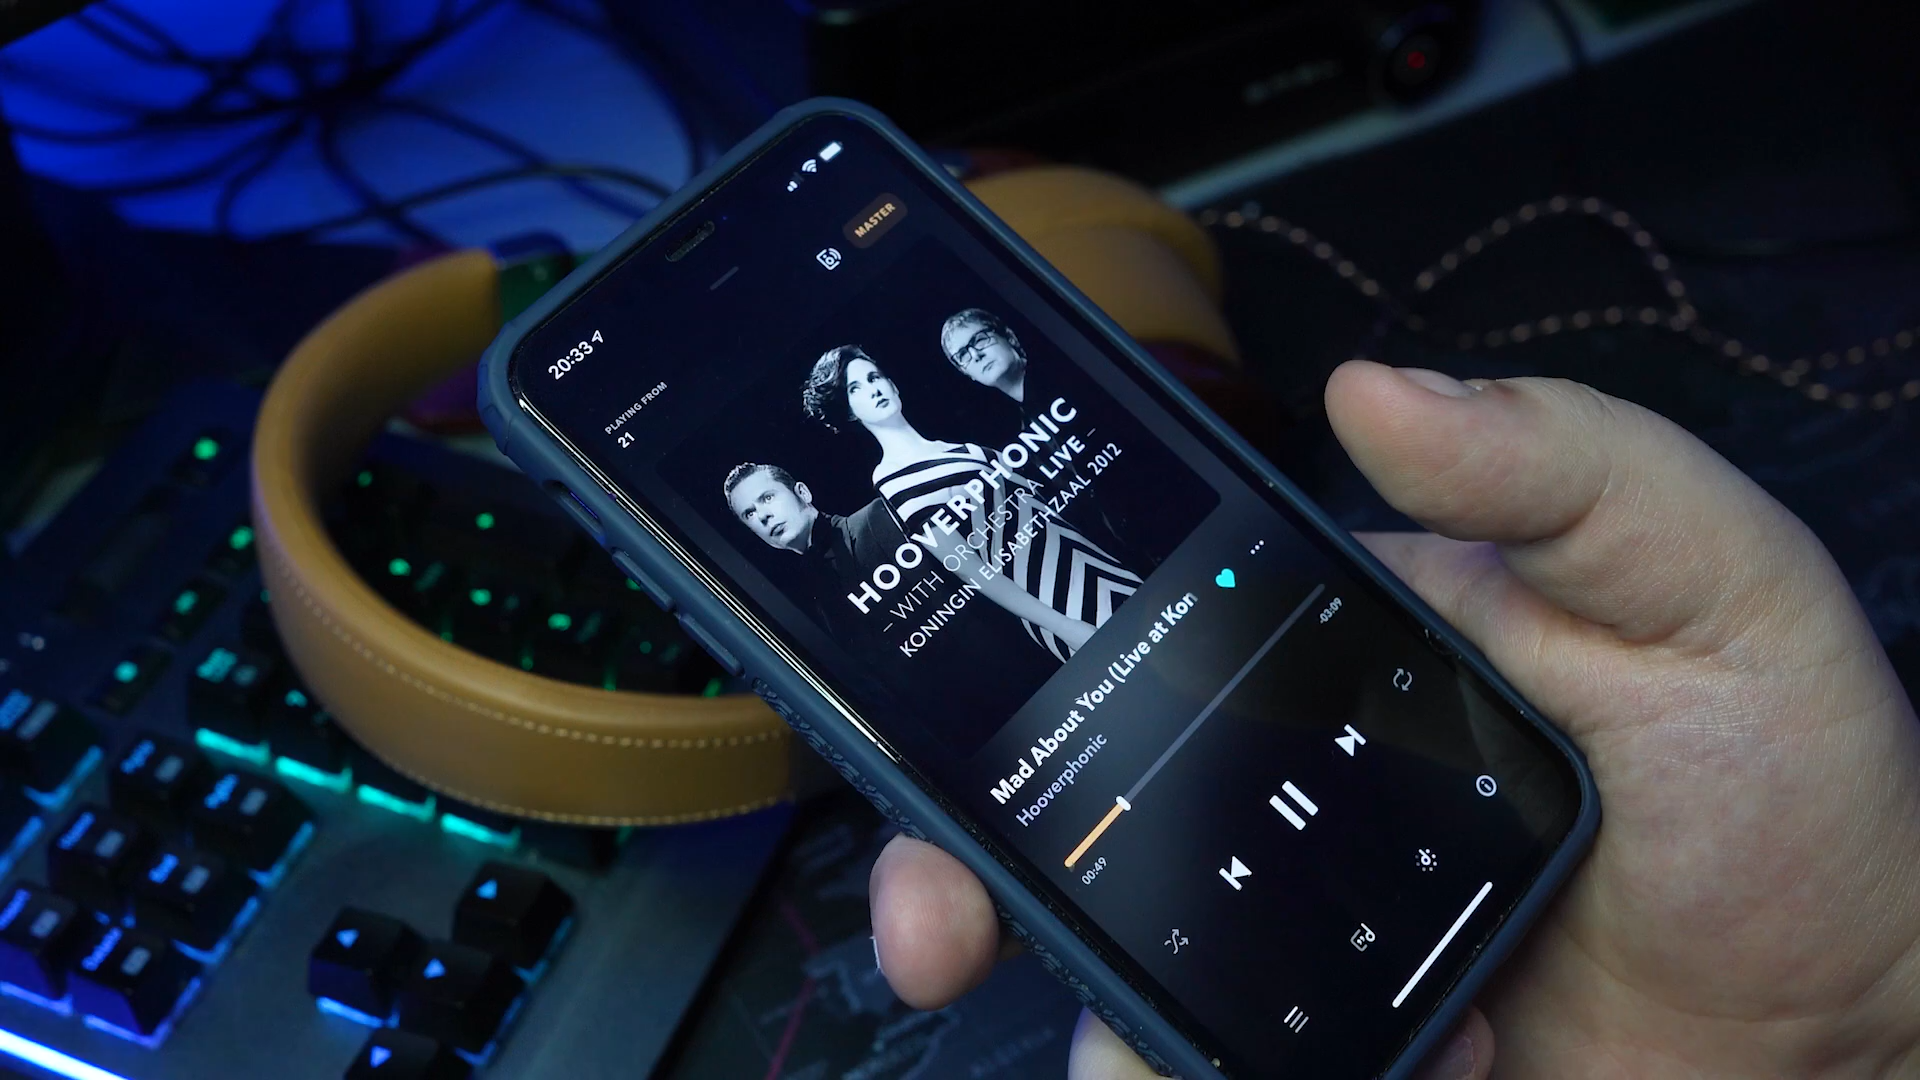 20:33
MASTER
PLAYING FROM
21
HOOVERPHONIC
– WITH ORCHESTRA LIVE –
KONINGIN ELISABETHZAAL 2012
Mad About You (Live at Kon
Hooverphonic
00:49
-03:09